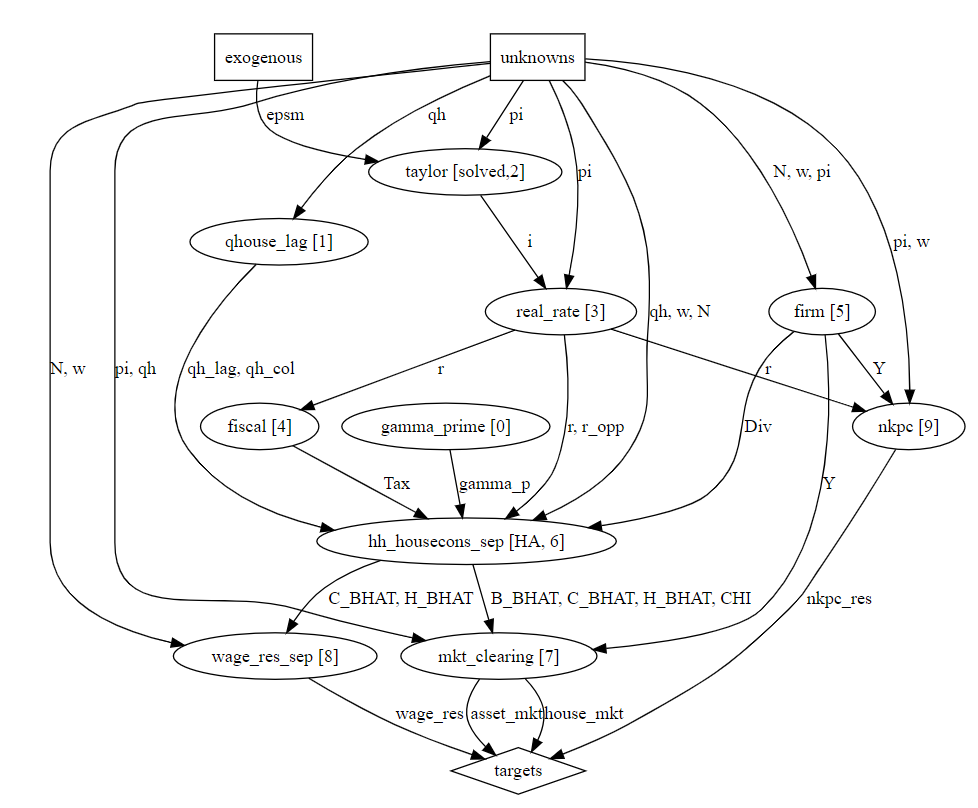 exogenous
unknowns
epsm
qh
pi
taylor [solved,2]
pi
N, w, pi
qhouse_lag [1]
i
pi, w
real_rate [3]
qh, w, N
firm [5]
N, w
pi, qh
qh_lag, qh_col
r
r
Y
fiscal [4]
gamma_prime [0]
r, r_opp
Div
nkpc [9]
Tax
gamma_p
Y
hh_housecons_sep [HA, 6]
C_BHAT, H_BHAT
B_BHAT, C_BHAT, H_BHAT, CHI
nkpc_res
wage_res_sep [8]
mkt_clearing [7]
wage_res
asset_mkt
house_mkt
targets